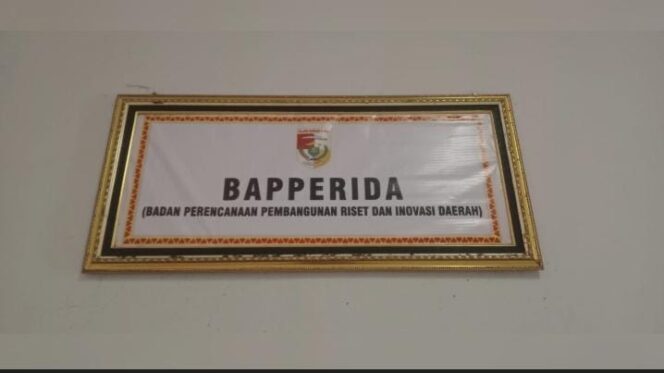 BAPPERIDA
(BADAN PERENCANAAN PEMBANGUNAN RISET DAN INOVASI DAERAH)